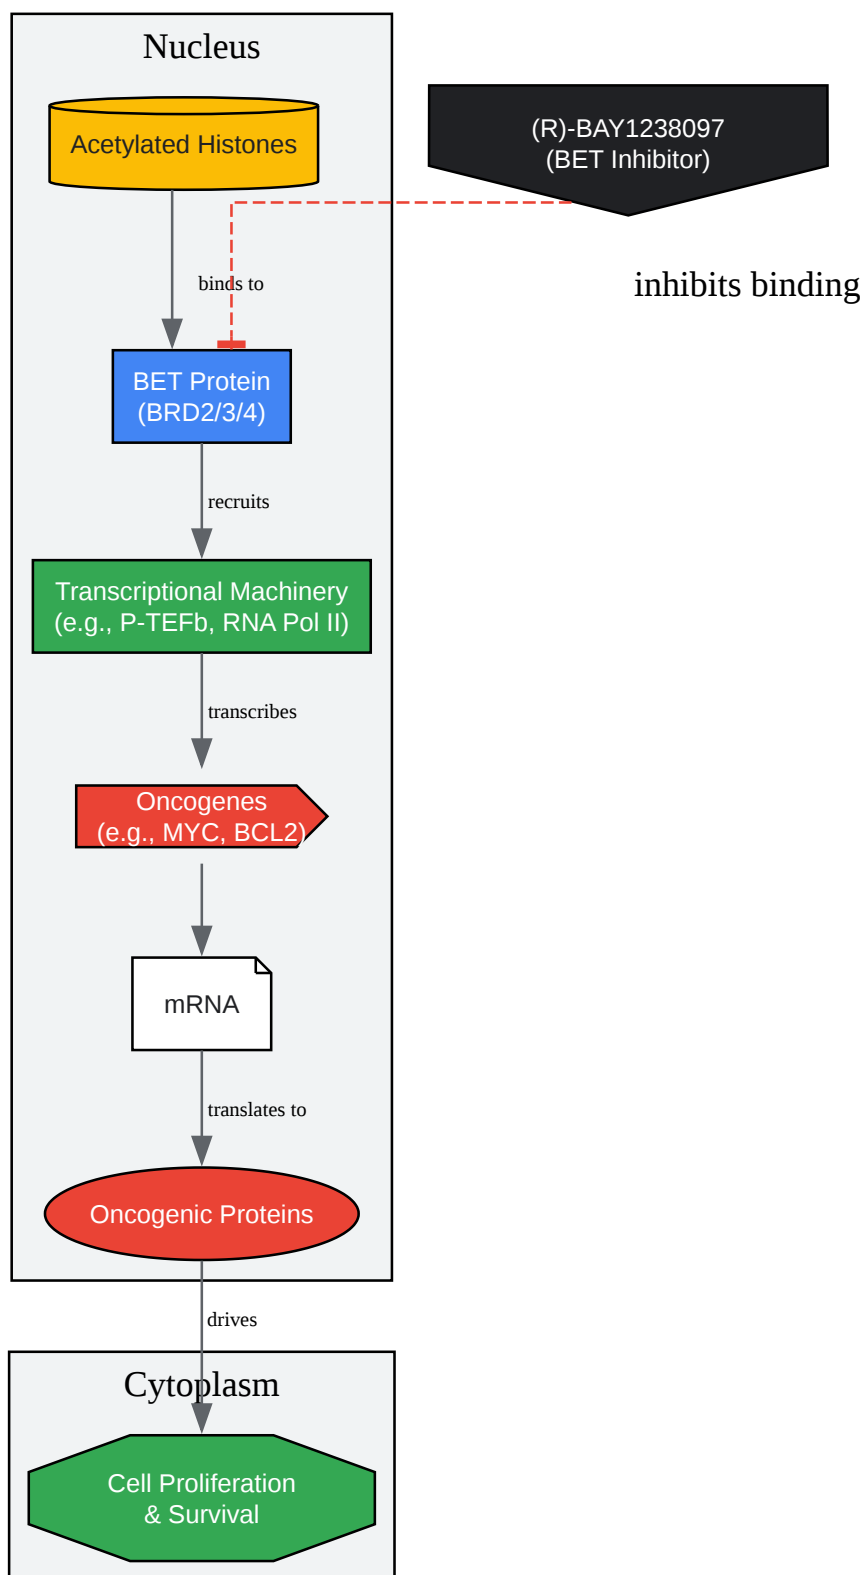 Nucleus
Acetylated Histones
(R)-BAY1238097
(BET Inhibitor)
binds to
inhibits binding
BET Protein
(BRD2/3/4)
recruits
Transcriptional Machinery
(e.g., P-TEFb, RNA Pol II)
transcribes
Oncogenes
(e.g., MYC, BCL2)
mRNA
translates to
Oncogenic Proteins
drives
Cytoplasm
Cell Proliferation
& Survival